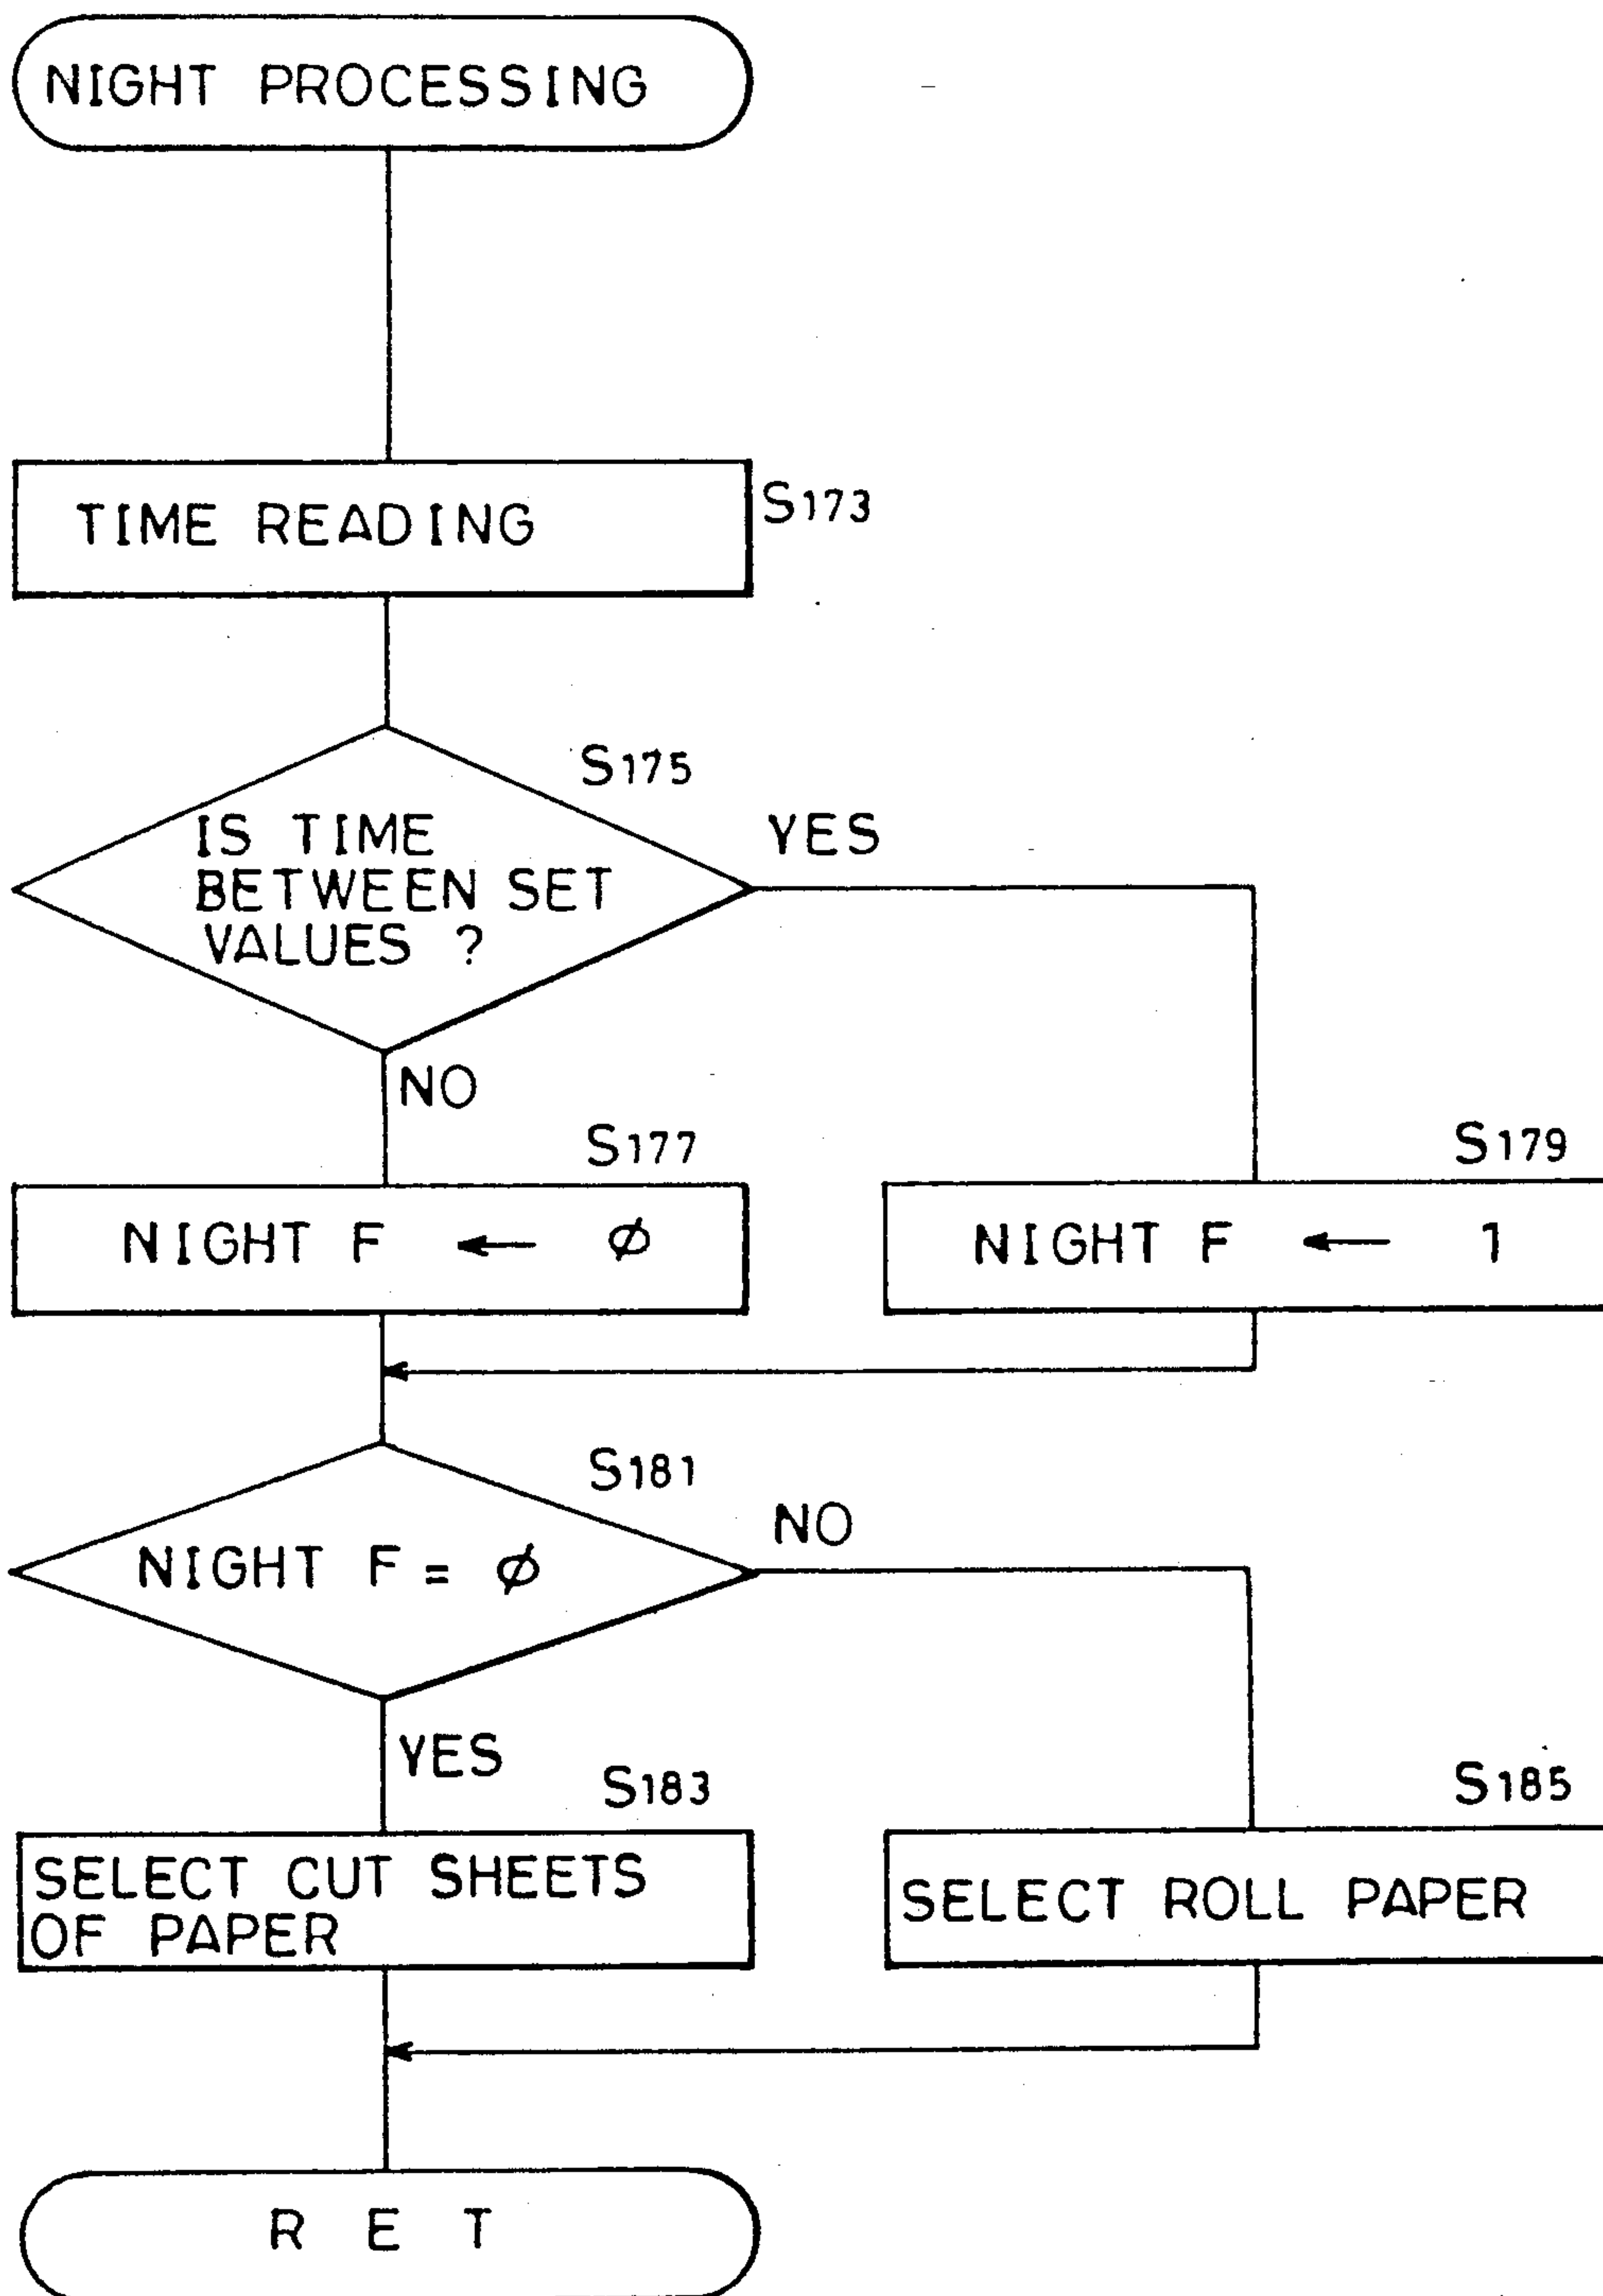 NIGHT PROCESSING
TIME READING
S173
S175
IS TIME
BETWEEN SET
VALUES ?
YES
NO
S177
NIGHT F ← ϕ
S179
NIGHT F ← 1
S181
NIGHT F = ϕ
NO
YES
S183
SELECT CUT SHEETS
OF PAPER
S185
SELECT ROLL PAPER
R E T